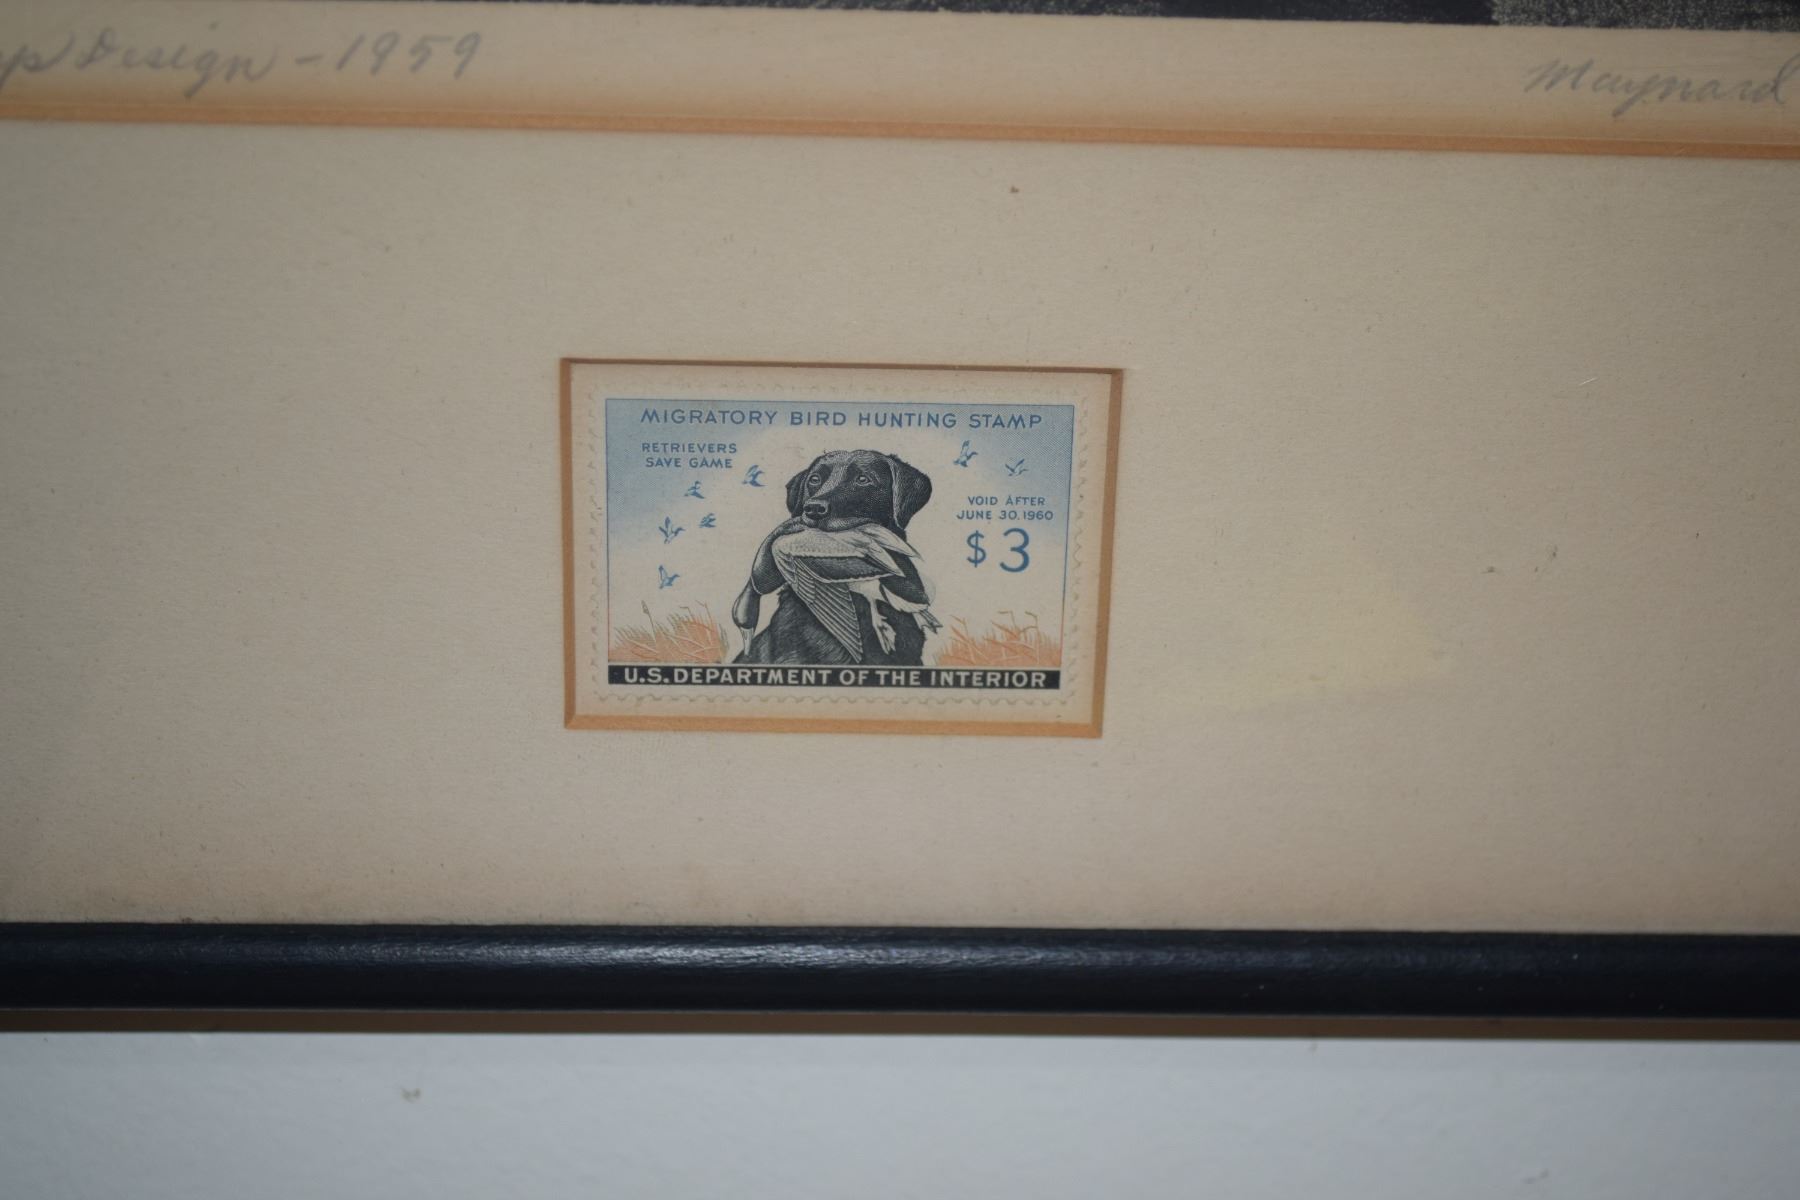 Design - 1959
Maynard
MIGRATORY BIRD HUNTING STAMP
RETRIEVERS
SAVE GAME
VOID AFTER
JUNE 30, 1960
$3
U.S. DEPARTMENT OF THE INTERIOR